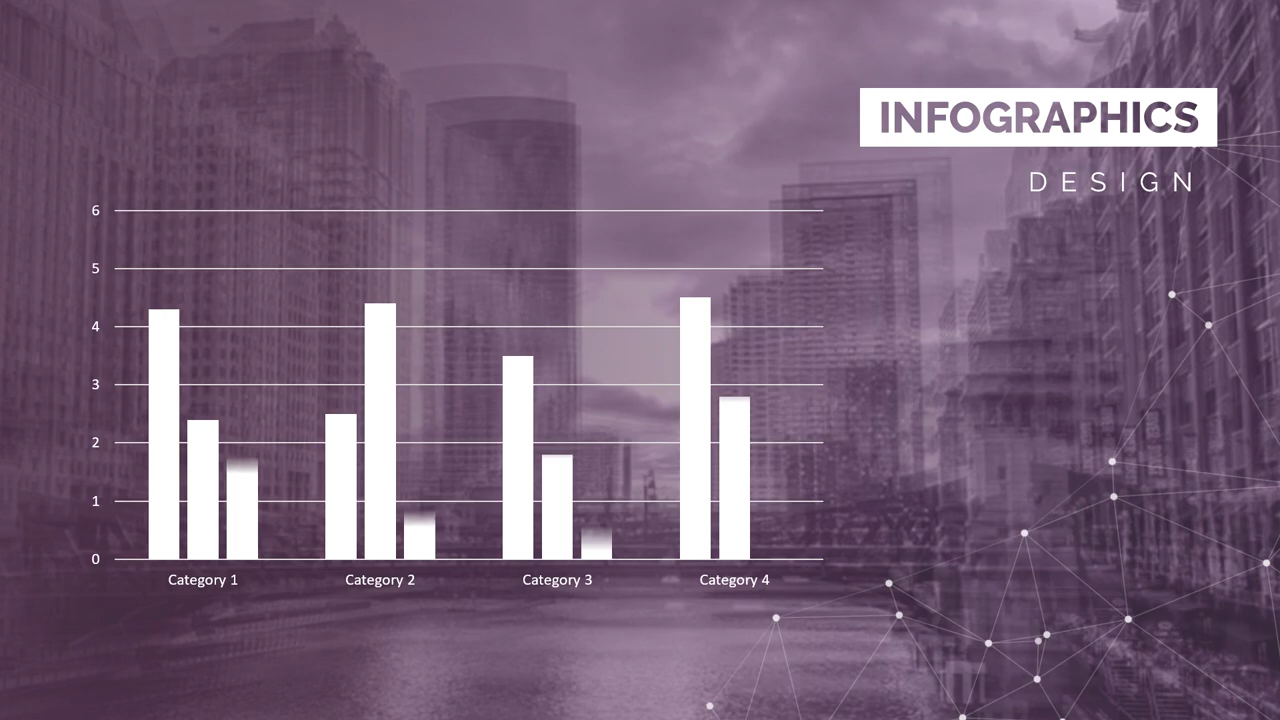 INFOGRAPHICS
DESIGN
6
5
4
3
2
1
0
Category 1
Category 2
Category 3
Category 4